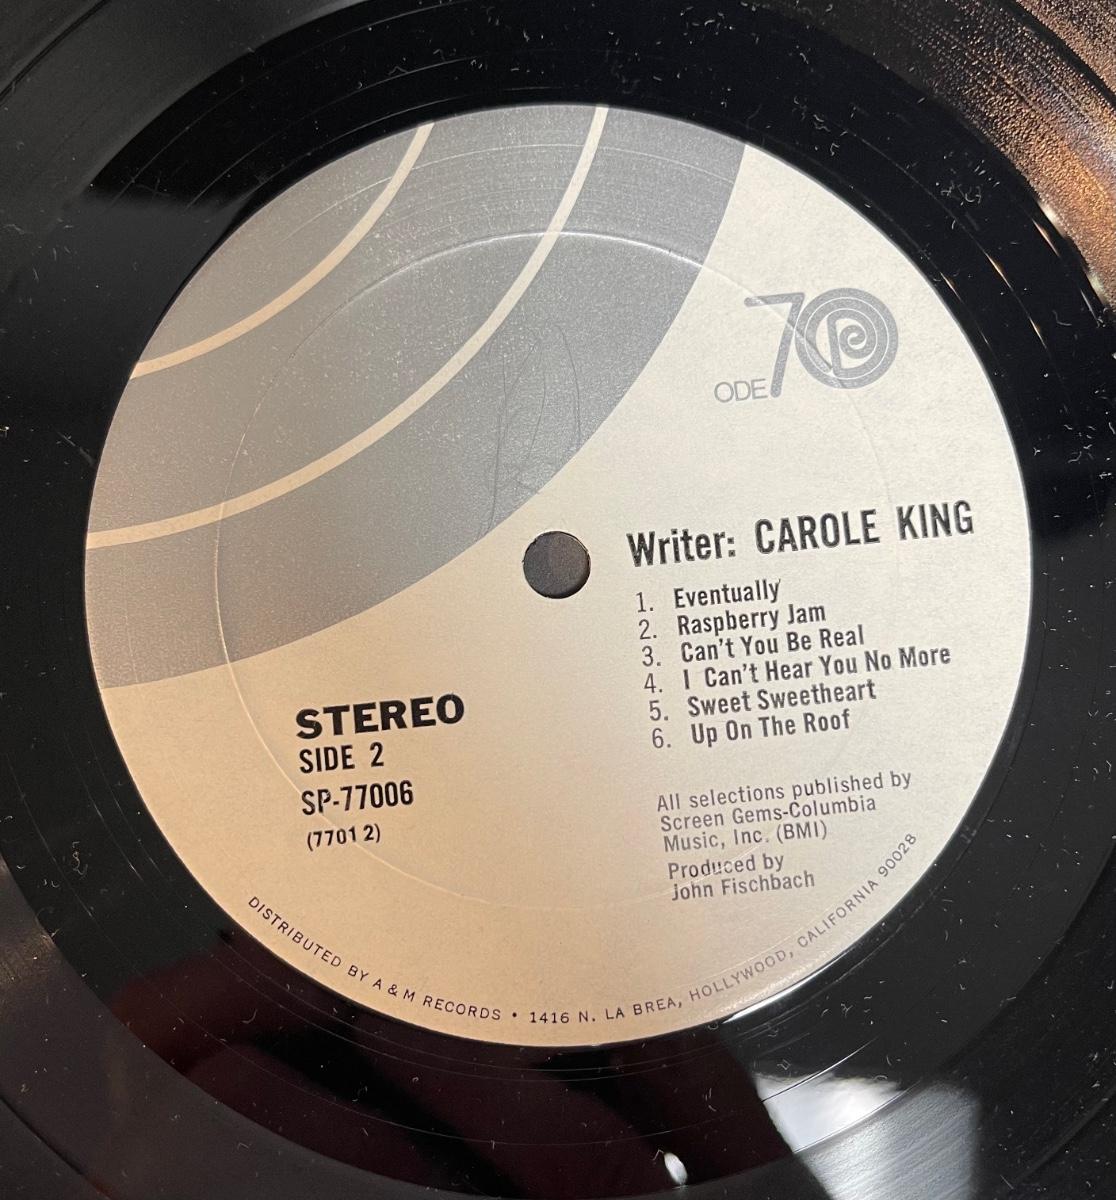 ODE 70
Writer: CAROLE KING
1. Eventually
2. Raspberry Jam
3. Can't You Be Real
4. I Can't Hear You No More
5. Sweet Sweetheart
6. Up On The Roof
STEREO
SIDE 2
SP-77006
(7701 2)
All selections published by
Screen Gems-Columbia
Music, Inc. (BMI)
Produced by
John Fischbach
DISTRIBUTED BY A & M RECORDS • 1416 N. LA BREA, HOLLYWOOD, CALIFORNIA 90028